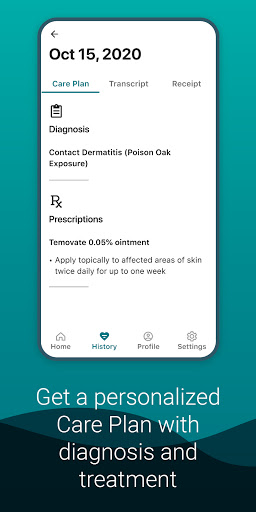 Oct 15, 2020
Care Plan Transcript Receipt
Diagnosis
Contact Dermatitis (Poison Oak
Exposure)
Rx
Prescriptions
Temovate 0.05% ointment
• Apply topically to affected areas of skin
twice daily for up to one week
Home History Profile Settings
Get a personalized
Care Plan with
diagnosis and
treatment